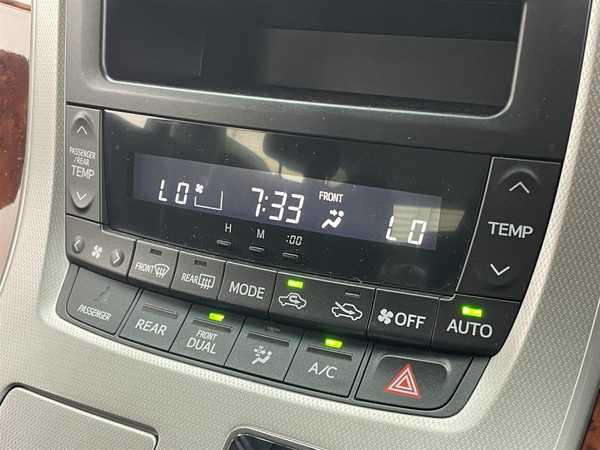 PASSENGER
/REAR
TEMP
LO 7:33 FRONT LO
H M :00
TEMP
FRONT REAR MODE OFF AUTO
PASSENGER REAR FRONT DUAL A/C